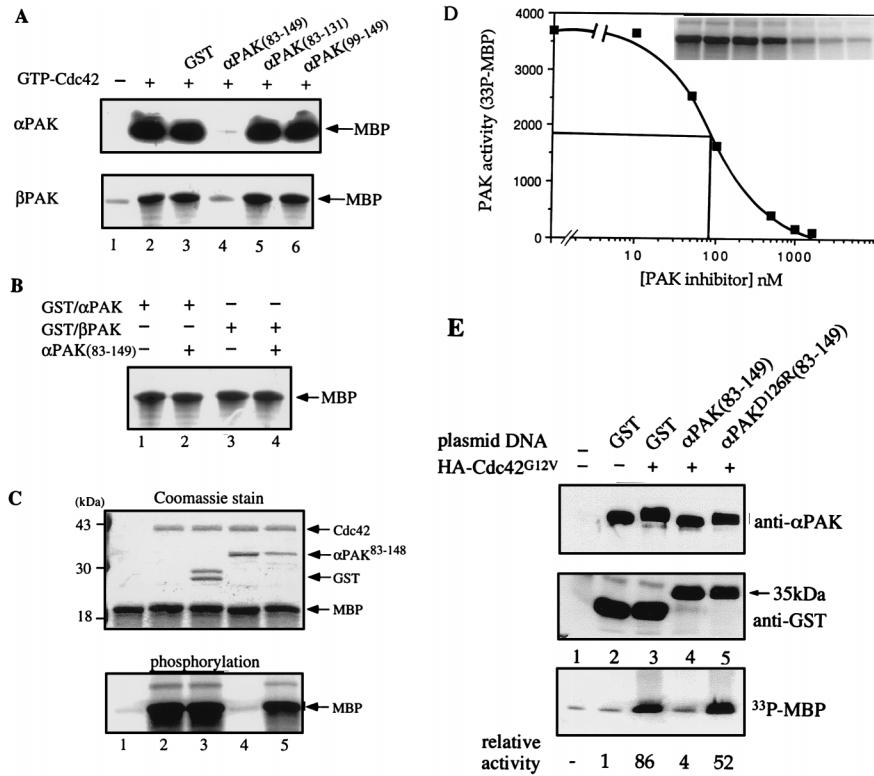 A
GST
αPAK(83-149)
αPAK(83-131)
αPAK(99-149)
GTP-Cdc42 − + + + + +
αPAK
MBP
βPAK
MBP
1 2 3 4 5 6
B
GST/αPAK + + − −
GST/βPAK − − + +
αPAK(83-149) − + − +
MBP
1 2 3 4
C
(kDa)
Coomassie stain
43
Cdc42
αPAK83-148
30
GST
MBP
18
phosphorylation
MBP
1 2 3 4 5
D
4000
3000
2000
1000
0
PAK activity (33P-MBP)
10 100 1000
[PAK inhibitor] nM
E
plasmid DNA − GST GST αPAK(83-149) αPAKD126R(83-149)
HA-Cdc42G12V − − + + +
anti-αPAK
35kDa
anti-GST
1 2 3 4 5
33P-MBP
relative
activity - 1 86 4 52